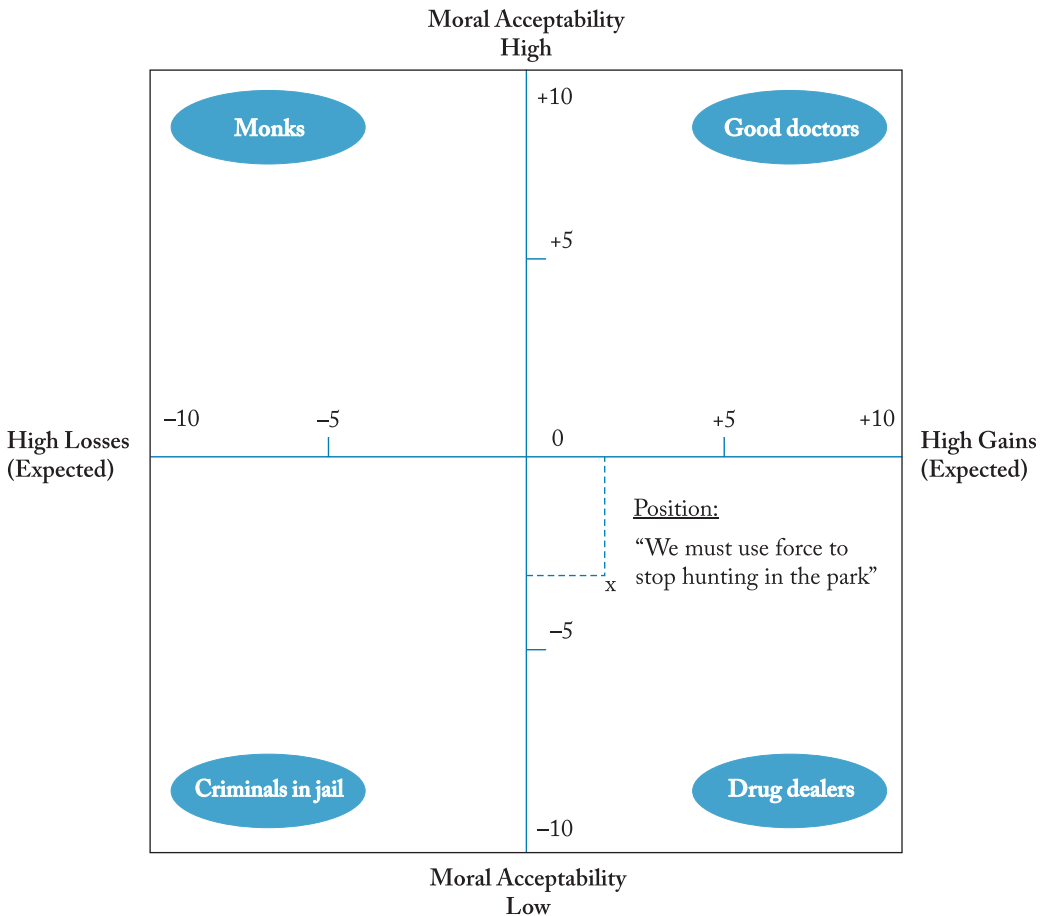 Moral Acceptability
High
+10
Monks
Good doctors
+5
–10
–5
+5
+10
0
High Losses
(Expected)
High Gains
(Expected)
Position:
“We must use force to
stop hunting in the park”
x
–5
Criminals in jail
Drug dealers
–10
Moral Acceptability
Low